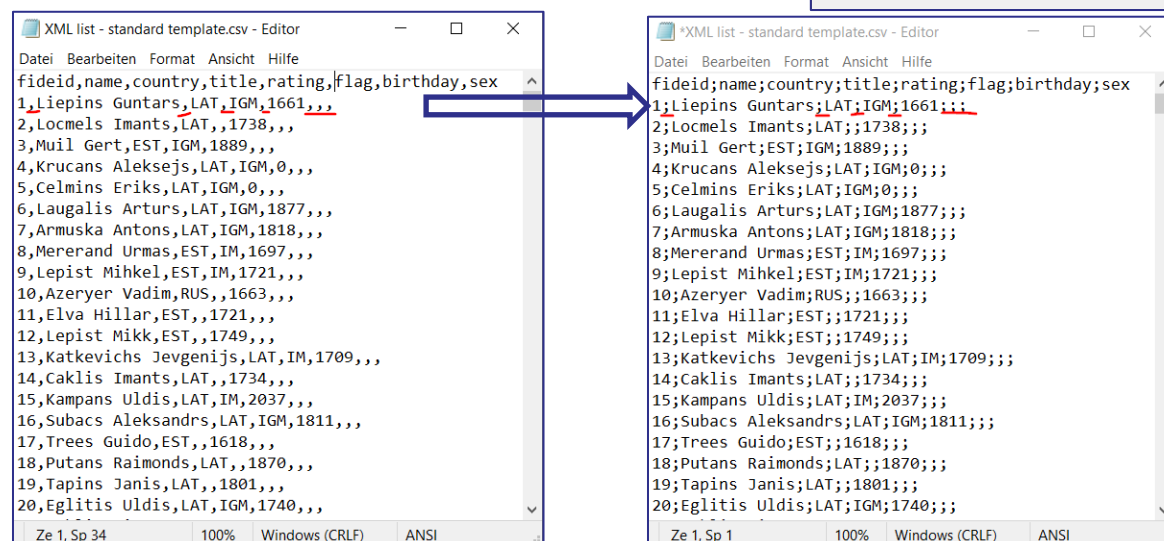 XML list - standard template.csv - Editor
Datei Bearbeiten Format Ansicht Hilfe
fideid,name,country,title,rating,flag,birthday,sex
1,Liepins Guntars,LAT,IGM,1661,,,
2,Locmels Imants,LAT,,1738,,,
3,Muil Gert,EST,IGM,1889,,,
4,Krucans Aleksejs,LAT,IGM,0,,,
5,Celmins Eriks,LAT,IGM,0,,,
6,Laugalis Arturs,LAT,IGM,1877,,,
7,Armuska Antons,LAT,IGM,1818,,,
8,Mererand Urmas,EST,IM,1697,,,
9,Lepist Mihkel,EST,IM,1721,,,
10,Azeryer Vadim,RUS,,1663,,,
11,Elva Hillar,EST,,1721,,,
12,Lepist Mikk,EST,,1749,,,
13,Katkevichs Jevgenijs,LAT,IM,1709,,,
14,Caklis Imants,LAT,,1734,,,
15,Kampans Uldis,LAT,IM,2037,,,
16,Subacs Aleksandrs,LAT,IGM,1811,,,
17,Trees Guido,EST,,1618,,,
18,Putans Raimonds,LAT,,1870,,,
19,Tapins Janis,LAT,,1801,,,
20,Eglitis Uldis,LAT,IGM,1740,,,
Ze 1, Sp 34 100% Windows (CRLF) ANSI
*XML list - standard template.csv - Editor
Datei Bearbeiten Format Ansicht Hilfe
fideid;name;country;title;rating;flag;birthday;sex
1;Liepins Guntars;LAT;IGM;1661;;;
2;Locmels Imants;LAT;;1738;;;
3;Muil Gert;EST;IGM;1889;;;
4;Krucans Aleksejs;LAT;IGM;0;;;
5;Celmins Eriks;LAT;IGM;0;;;
6;Laugalis Arturs;LAT;IGM;1877;;;
7;Armuska Antons;LAT;IGM;1818;;;
8;Mererand Urmas;EST;IM;1697;;;
9;Lepist Mihkel;EST;IM;1721;;;
10;Azeryer Vadim;RUS;;1663;;;
11;Elva Hillar;EST;;1721;;;
12;Lepist Mikk;EST;;1749;;;
13;Katkevichs Jevgenijs;LAT;IM;1709;;;
14;Caklis Imants;LAT;;1734;;;
15;Kampans Uldis;LAT;IM;2037;;;
16;Subacs Aleksandrs;LAT;IGM;1811;;;
17;Trees Guido;EST;;1618;;;
18;Putans Raimonds;LAT;;1870;;;
19;Tapins Janis;LAT;;1801;;;
20;Eglitis Uldis;LAT;IGM;1740;;;
Ze 1, Sp 1 100% Windows (CRLF) ANSI